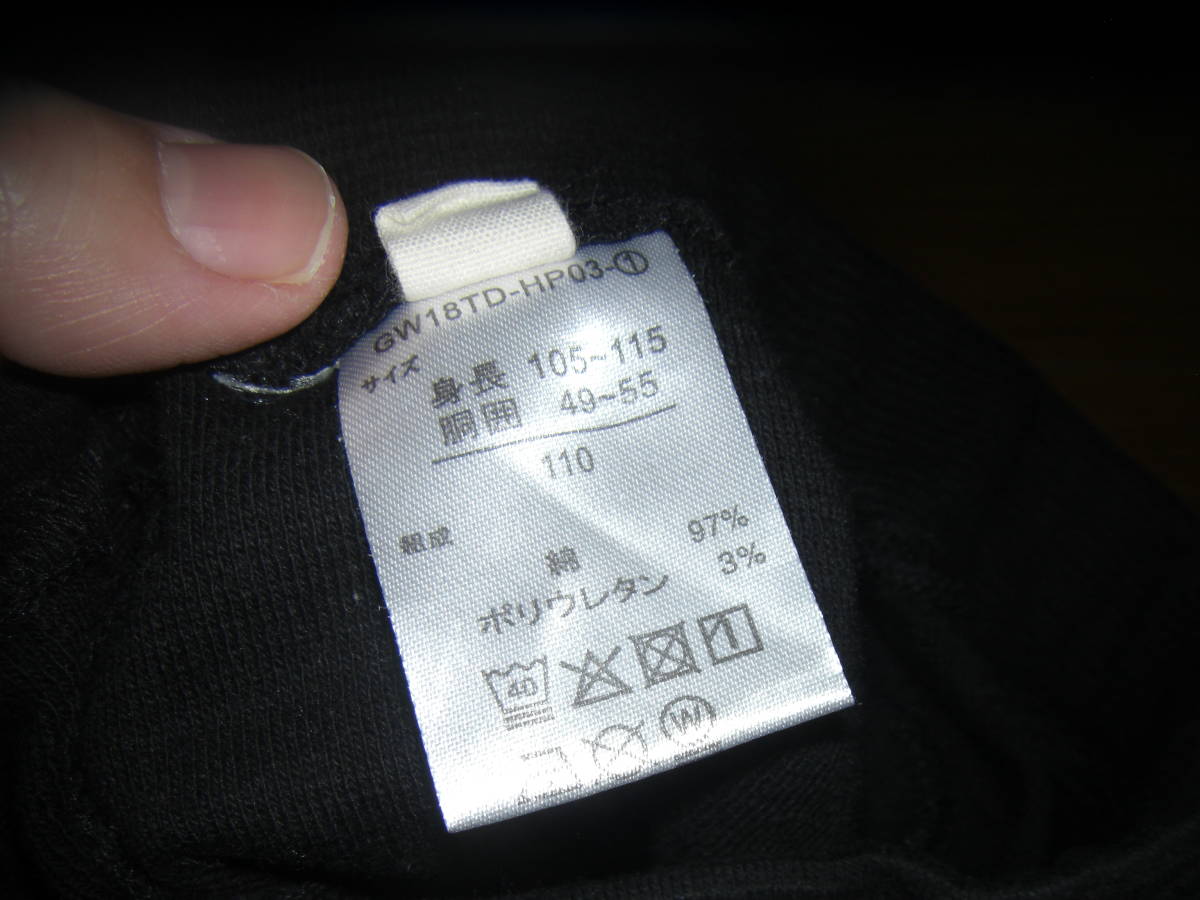 GW18TD-HP03-①
サイズ
身長 105~115
胴囲 49~55
110
組成
綿 97%
ポリウレタン 3%
40
W